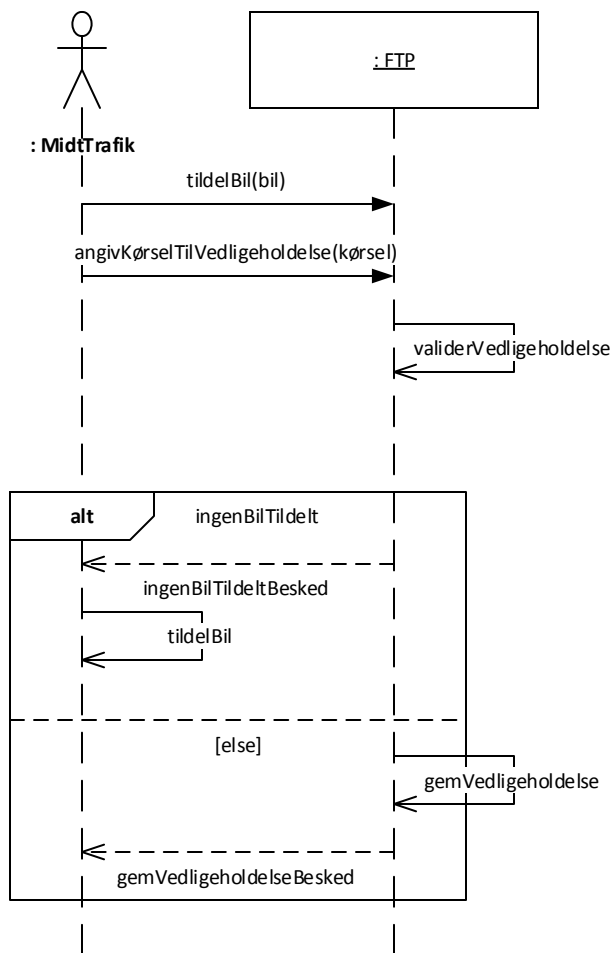 : FTP
: MidtTrafik
tildelBil(bil)
angivKørselTilVedligeholdelse(kørsel)
validerVedligeholdelse
alt
ingenBilTildelt
ingenBilTildeltBesked
tildelBil
[else]
gemVedligeholdelse
gemVedligeholdelseBesked